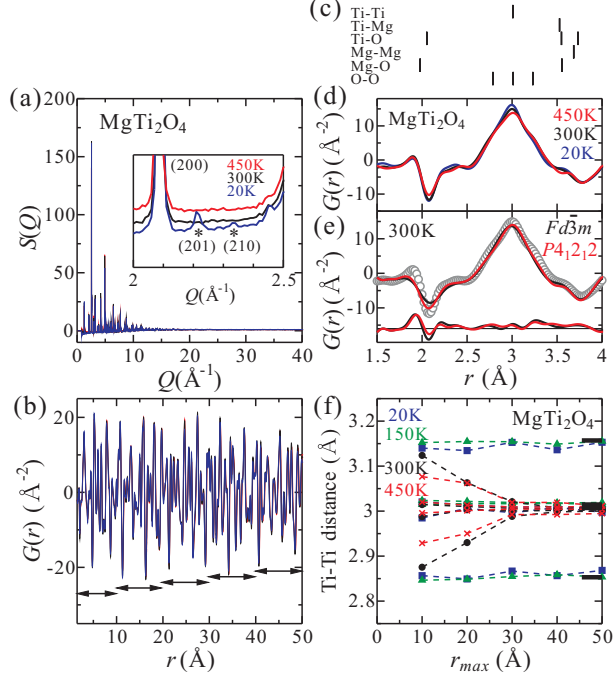 (c)
Ti-Ti
Ti-Mg
Ti-O
Mg-Mg
Mg-O
O-O
(a)
200
150
100
50
0
S(Q)
MgTi₂O₄
(200)
450K
300K
20K
* *
(201) (210)
2 2.5
Q(Å⁻¹)
0 10 20 30 40
Q(Å⁻¹)
(d)
MgTi₂O₄
450K
300K
20K
10
0
-10
G(r) (Å⁻²)
(e)
300K
Fd3̄m
P4₁2₁2
10
0
-10
G(r) (Å⁻²)
1.5 2 2.5 3 3.5 4
r (Å)
(b)
20
0
-20
G(r) (Å⁻²)
10 20 30 40 50
r (Å)
(f)
MgTi₂O₄
20K
150K
300K
450K
3.2
3.1
3.0
2.9
2.8
Ti-Ti distance (Å)
0 10 20 30 40 50
r_max (Å)